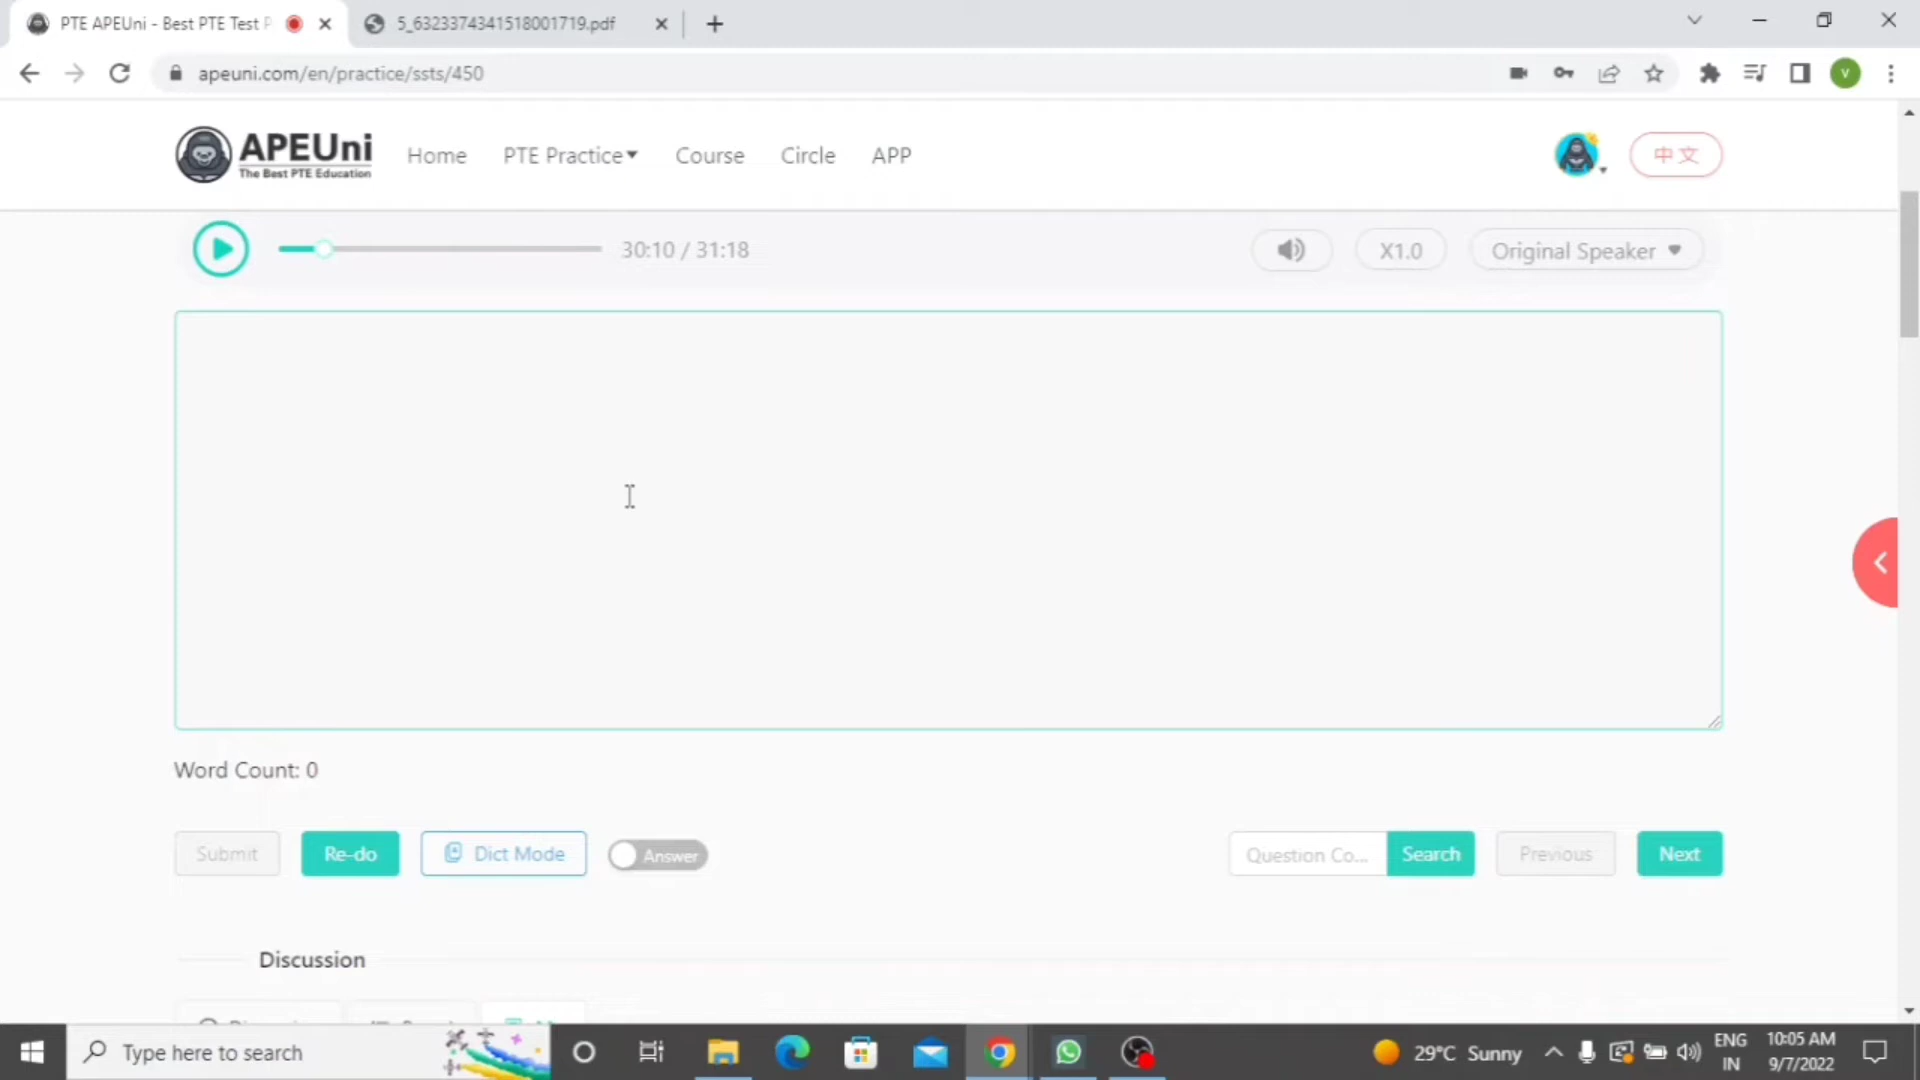 PTE APEUni - Best PTE Test P
5_6323374341518001719.pdf
apeuni.com/en/practice/ssts/450
V
APEUni
The Best PTE Education
Home
PTE Practice
Course
Circle
APP
中文
30:10 / 31:18
X1.0
Original Speaker
Word Count: 0
Submit
Re-do
Dict Mode
Answer
Question Co...
Search
Previous
Next
Discussion
Type here to search
29°C Sunny
ENG
IN
10:05 AM
9/7/2022